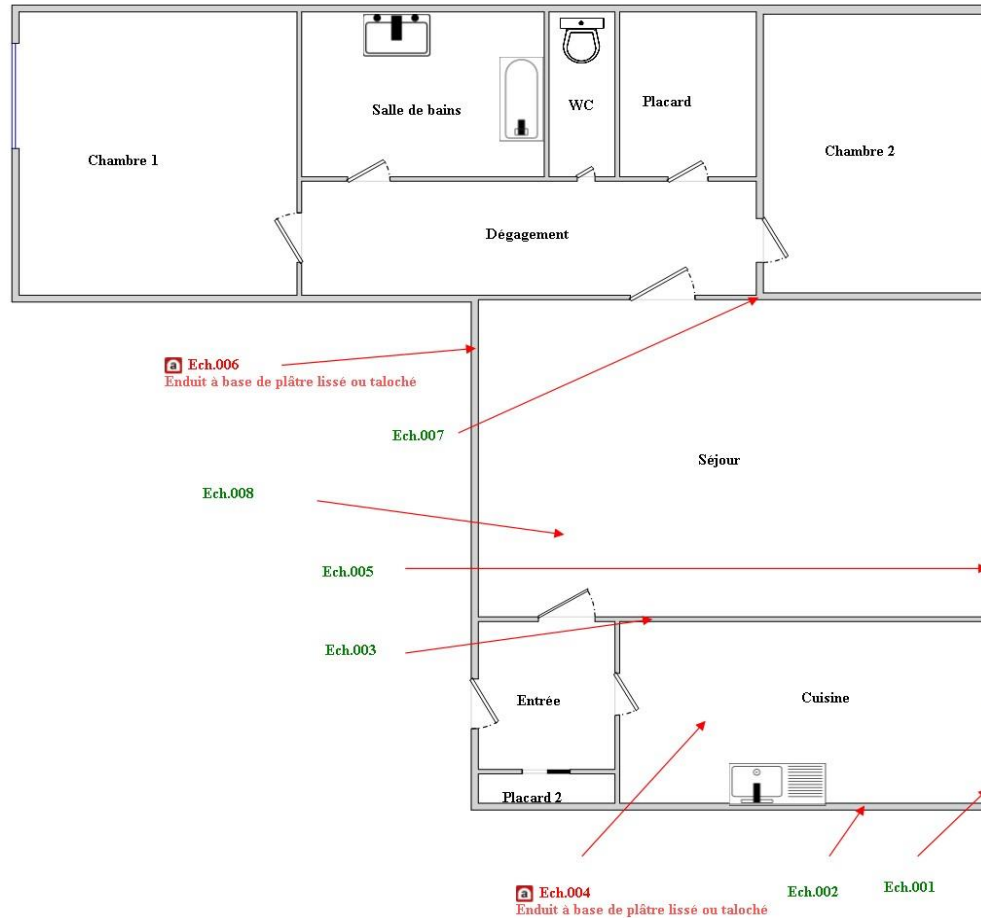 Salle de bains
WC
Placard
Chambre 1
Chambre 2
Dégagement
a Ech.006
Enduit à base de plâtre lissé ou taloché
Ech.007
Séjour
Ech.008
Ech.005
Ech.003
Entrée
Cuisine
Placard 2
a Ech.004
Enduit à base de plâtre lissé ou taloché
Ech.002
Ech.001